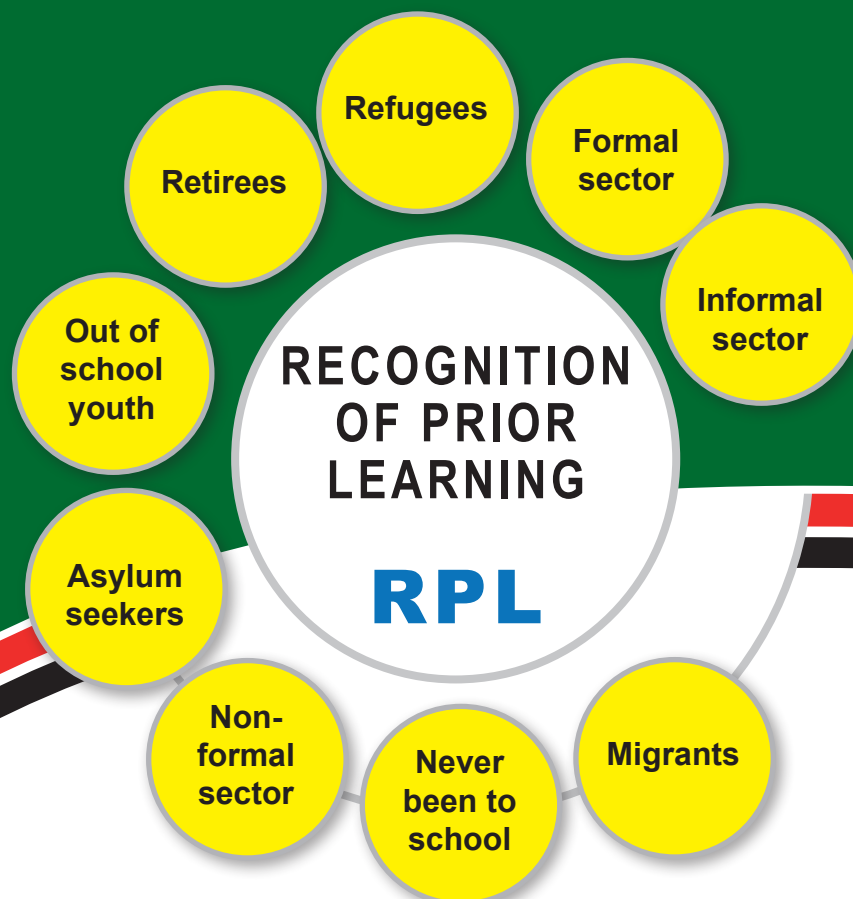 Refugees
Formal
sector
Retirees
Informal
sector
Out of
school
youth
RECOGNITION
OF PRIOR
LEARNING
RPL
Asylum
seekers
Non-
formal
sector
Never
been to
school
Migrants